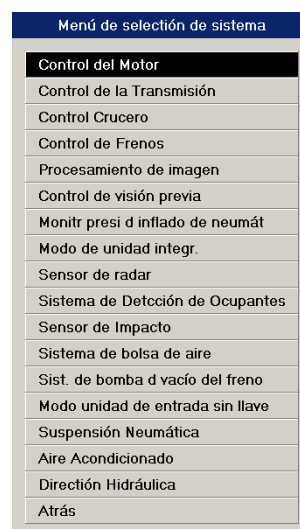 Menú de selectión de sistema
Control del Motor
Control de la Transmisión
Control Crucero
Control de Frenos
Procesamiento de imagen
Control de visión previa
Monitr presi d inflado de neumát
Modo de unidad integr.
Sensor de radar
Sistema de Detcción de Ocupantes
Sensor de Impacto
Sistema de bolsa de aire
Sist. de bomba d vacío del freno
Modo unidad de entrada sin llave
Suspensión Neumática
Aire Acondicionado
Directión Hidráulica
Atrás